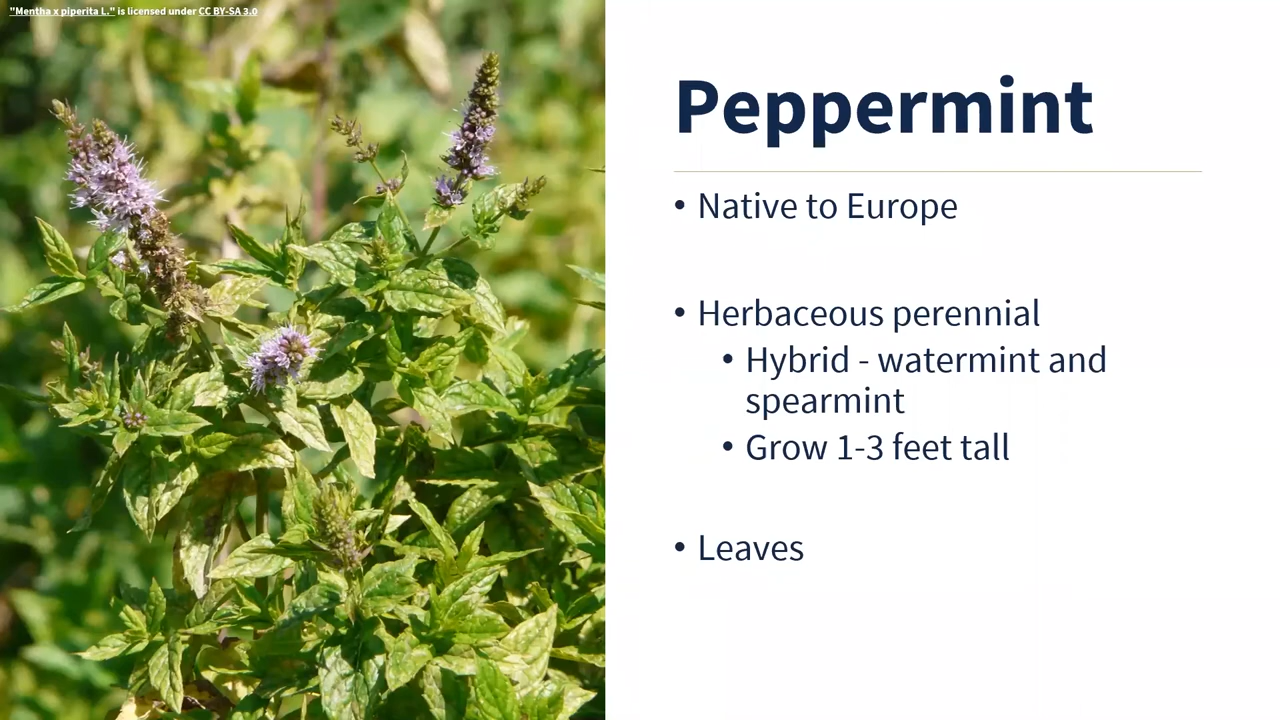 "Mentha x piperita L." is licensed under CC BY-SA 3.0
Peppermint
• Native to Europe
• Herbaceous perennial
• Hybrid - watermint and
spearmint
• Grow 1-3 feet tall
• Leaves